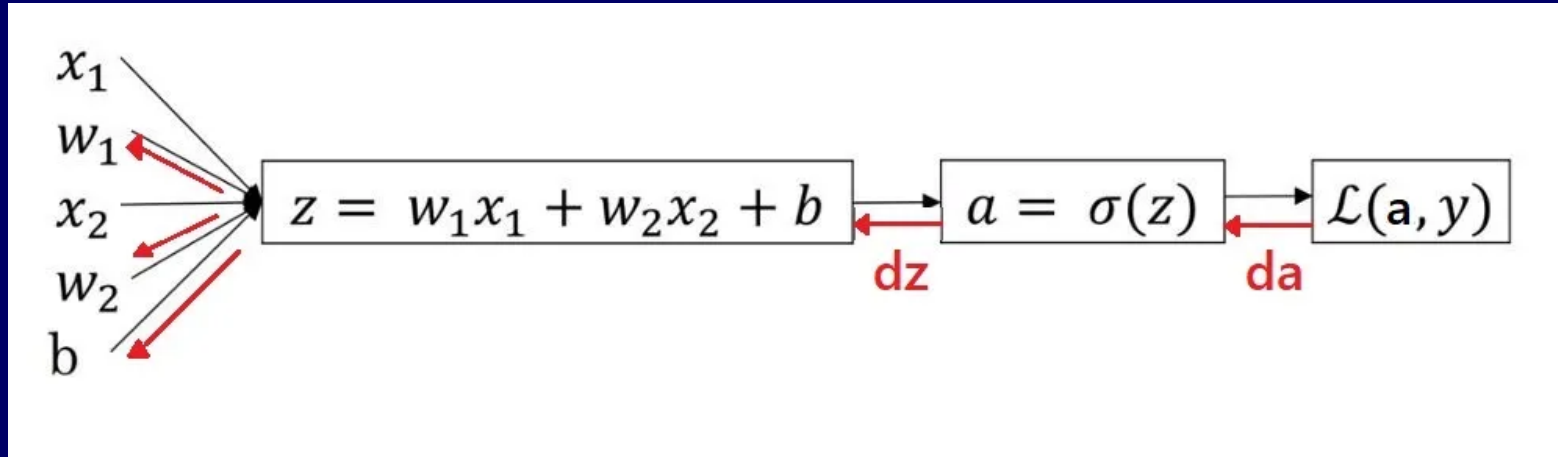 x₁
w₁
x₂
w₂
b
z = w₁x₁ + w₂x₂ + b
a = σ(z)
ℒ(a, y)
dz
da